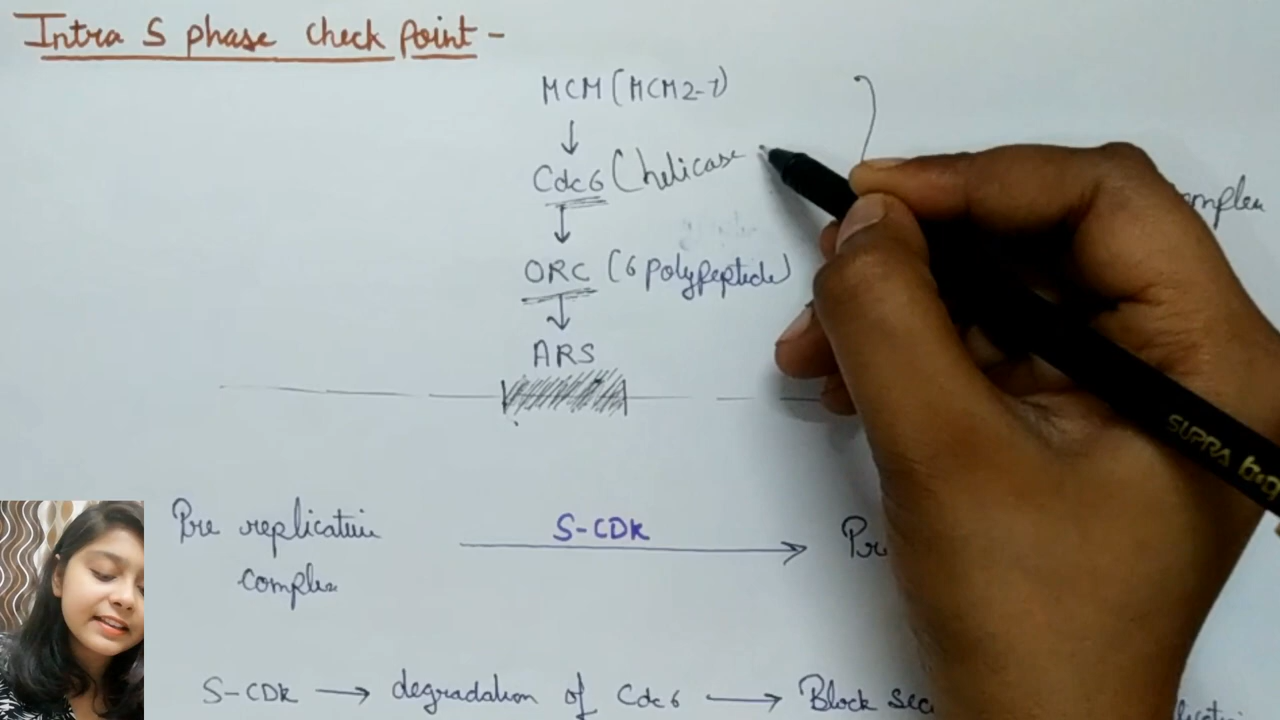 Intra S phase check point -
MCM (MCM2-7)
Cdc6 (helicase
omplex
ORC (6 polypeptide)
ARS
SUPRA
Pre replication S-CDK
complex
S-CDK → degradation of Cdc6 → Block